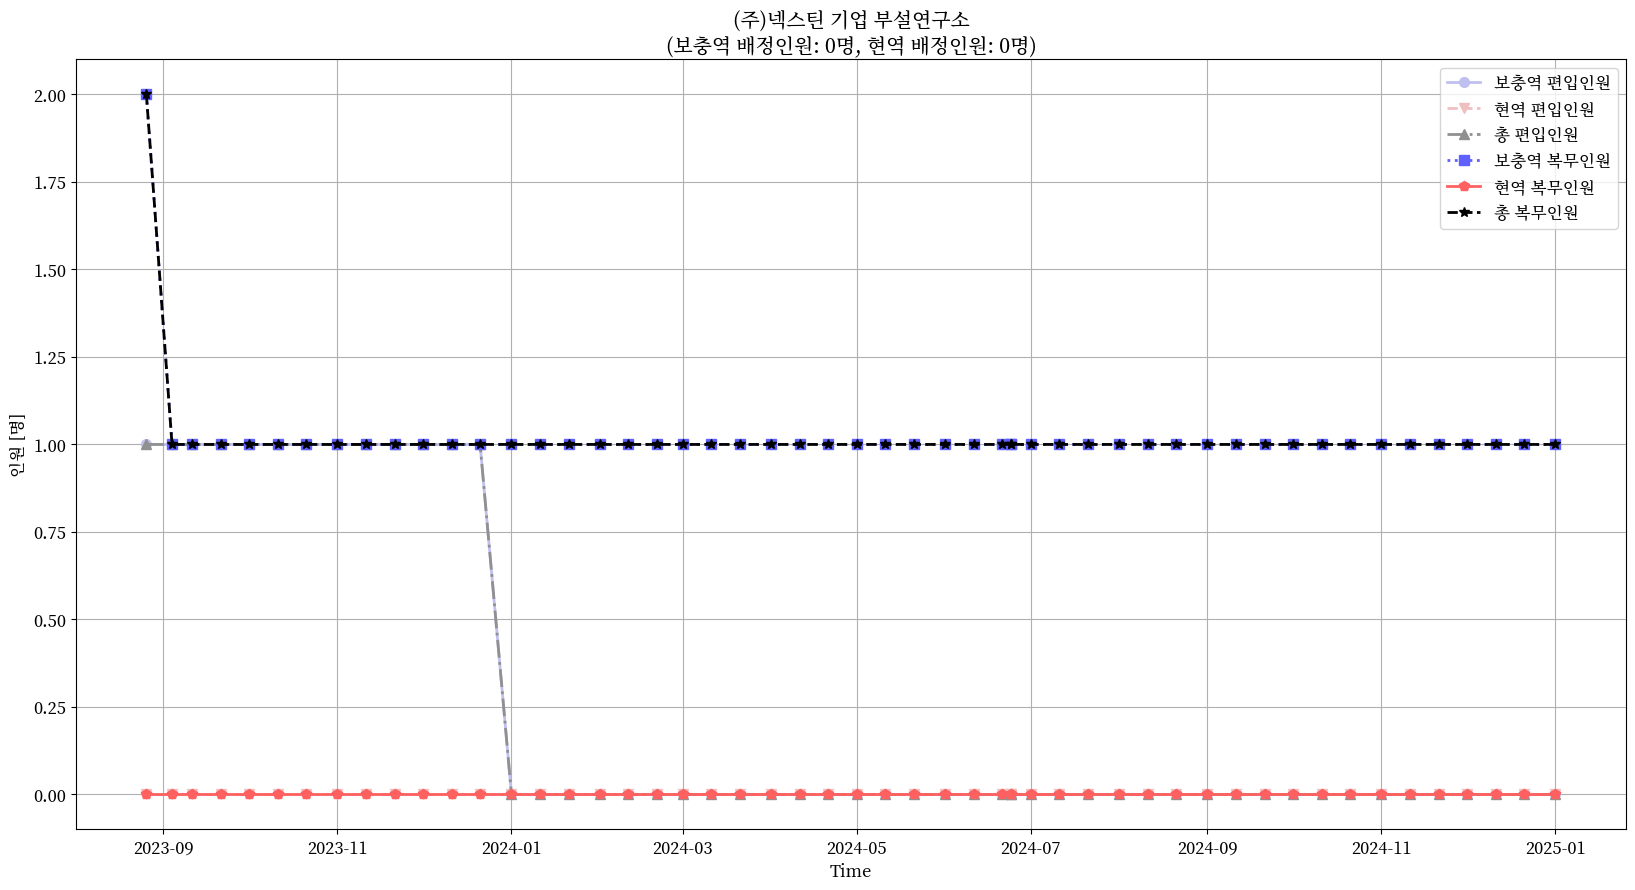 (주)넥스틴 기업 부설연구소
(보충역 배정인원: 0명, 현역 배정인원: 0명)
보충역 편입인원
현역 편입인원
총 편입인원
보충역 복무인원
현역 복무인원
총 복무인원
인원 [명]
2.00
1.75
1.50
1.25
1.00
0.75
0.50
0.25
0.00
2023-09 2023-11 2024-01 2024-03 2024-05 2024-07 2024-09 2024-11 2025-01
Time